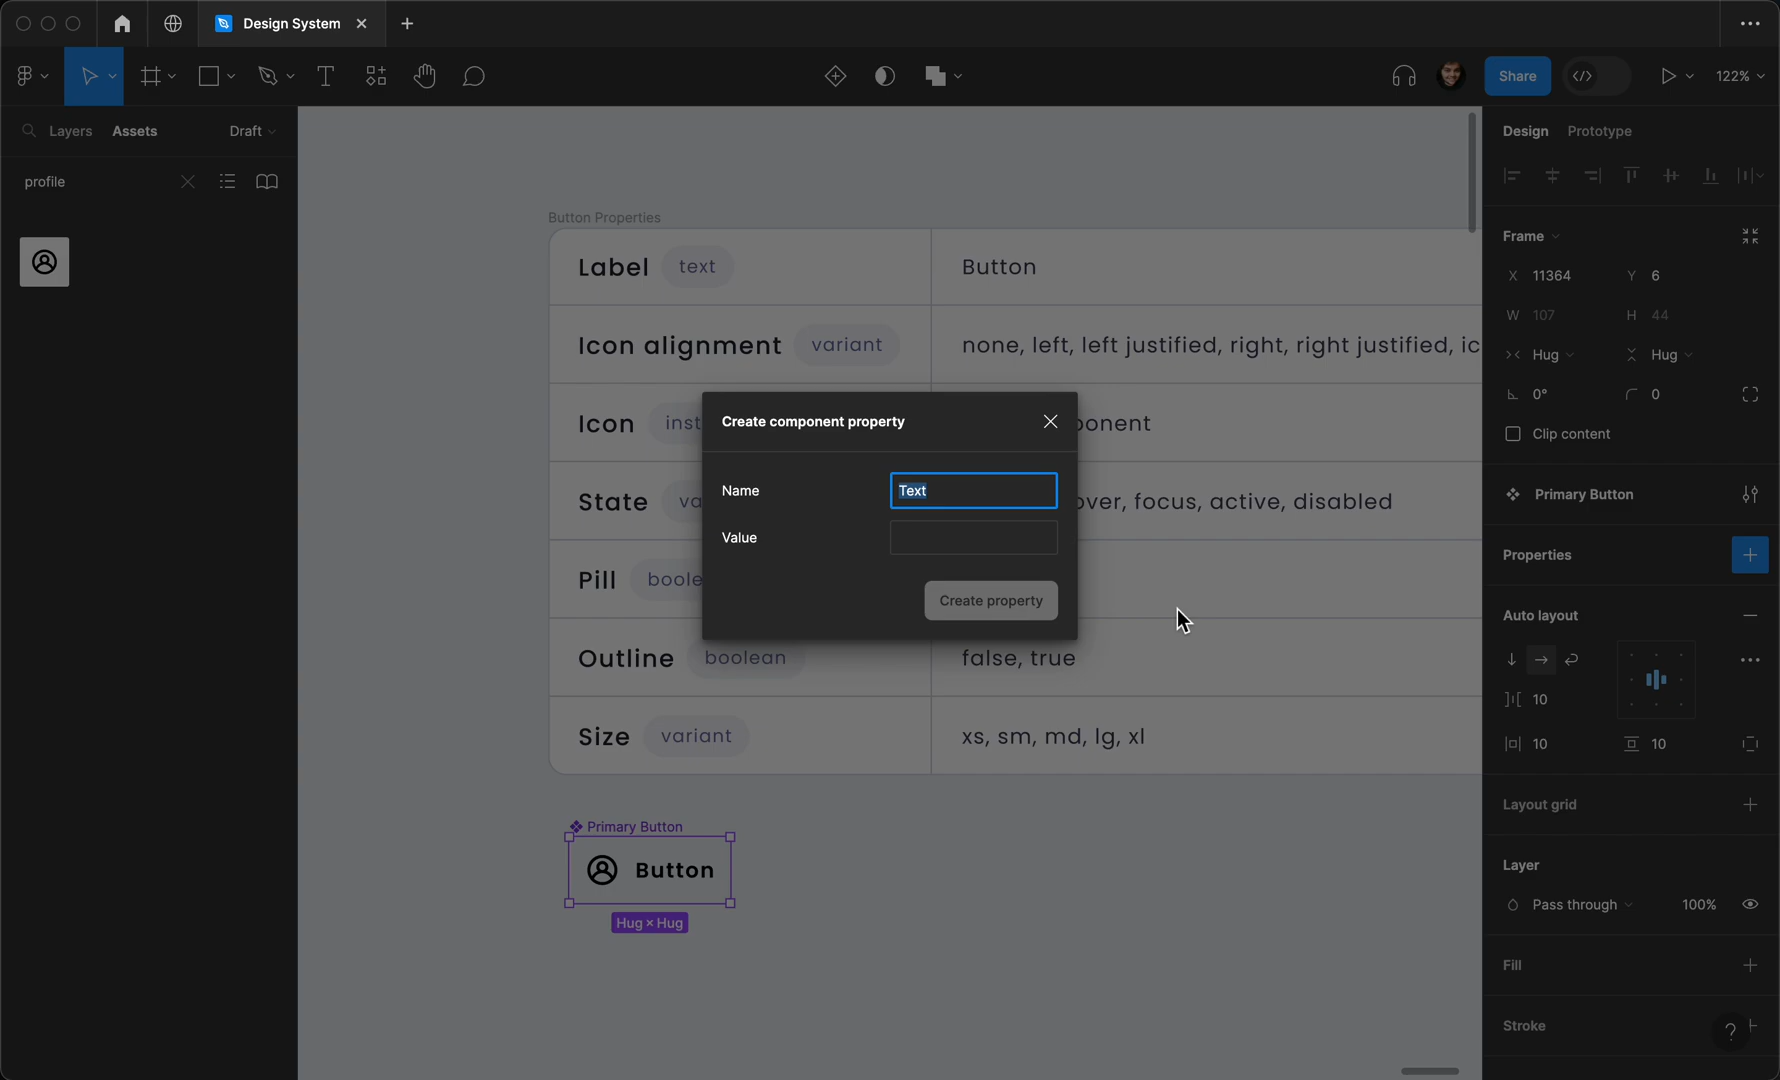 Design System
Share
122%
Layers
Assets
Draft
profile
Button Properties
Label text Button
Icon alignment variant none, left, left justified, right, right justified, ic
Icon inst ponent
State va over, focus, active, disabled
Pill boole
Outline boolean false, true
Size variant xs, sm, md, lg, xl
Create component property
Name Text
Value
Create property
Primary Button
Button
Hug × Hug
Design Prototype
Frame
X 11364 Y 6
W 107 H 44
Hug Hug
0° 0
Clip content
Primary Button
Properties
Auto layout
10
10 10
Layout grid
Layer
Pass through 100%
Fill
Stroke
?